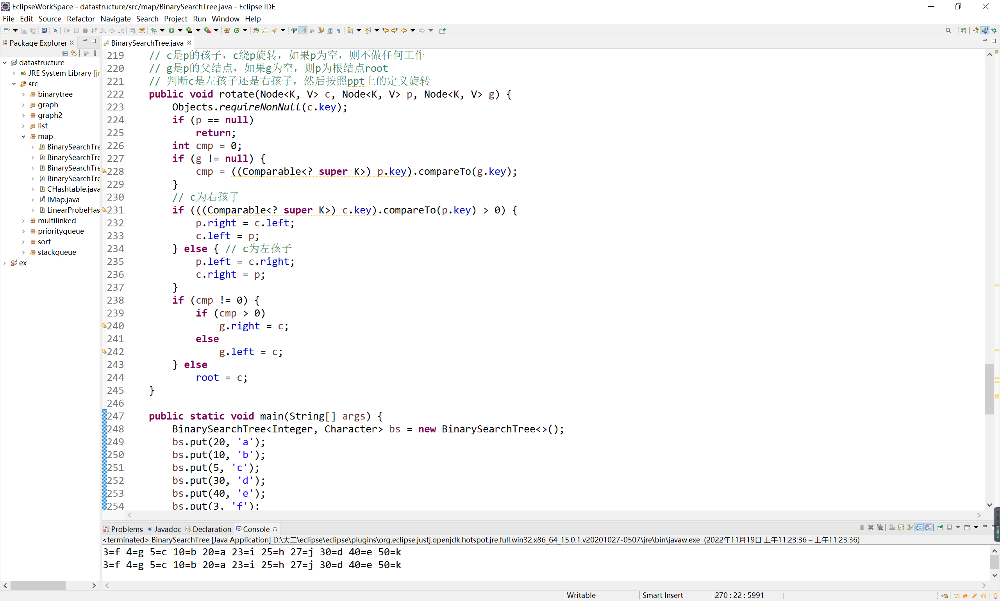 EclipseWorkSpace - datastructure/src/map/BinarySearchTree.java - Eclipse IDE
File Edit Source Refactor Navigate Search Project Run Window Help
Package Explorer
datastructure
JRE System Library [jr
src
binarytree
graph
graph2
list
map
BinarySearchTre
BinarySearchTre
BinarySearchTre
BinarySearchTre
CHashtable.java
IMap.java
LinearProbeHas
multilinked
priorityqueue
sort
stackqueue
ex
BinarySearchTree.java
219 // c是p的孩子，c绕p旋转，如果p为空，则不做任何工作
220 // g是p的父结点，如果g为空，则p为根结点root
221 // 判断c是左孩子还是右孩子，然后按照ppt上的定义旋转
222 public void rotate(Node<K, V> c, Node<K, V> p, Node<K, V> g) {
223 Objects.requireNonNull(c.key);
224 if (p == null)
225 return;
226 int cmp = 0;
227 if (g != null) {
228 cmp = ((Comparable<? super K>) p.key).compareTo(g.key);
229 }
230 // c为右孩子
231 if (((Comparable<? super K>) c.key).compareTo(p.key) > 0) {
232 p.right = c.left;
233 c.left = p;
234 } else { // c为左孩子
235 p.left = c.right;
236 c.right = p;
237 }
238 if (cmp != 0) {
239 if (cmp > 0)
240 g.right = c;
241 else
242 g.left = c;
243 } else
244 root = c;
245 }
246
247 public static void main(String[] args) {
248 BinarySearchTree<Integer, Character> bs = new BinarySearchTree<>();
249 bs.put(20, 'a');
250 bs.put(10, 'b');
251 bs.put(5, 'c');
252 bs.put(30, 'd');
253 bs.put(40, 'e');
254 bs.put(3, 'f');
Problems Javadoc Declaration Console
<terminated> BinarySearchTree [Java Application] D:\大二\eclipse\eclipse\plugins\org.eclipse.justj.openjdk.hotspot.jre.full.win32.x86_64_15.0.1.v20201027-0507\jre\bin\javaw.exe (2022年11月19日 上午11:23:36 – 上午11:23:36)
3=f 4=g 5=c 10=b 20=a 23=i 25=h 27=j 30=d 40=e 50=k
3=f 4=g 5=c 10=b 20=a 23=i 25=h 27=j 30=d 40=e 50=k
Writable Smart Insert 270 : 22 : 5991